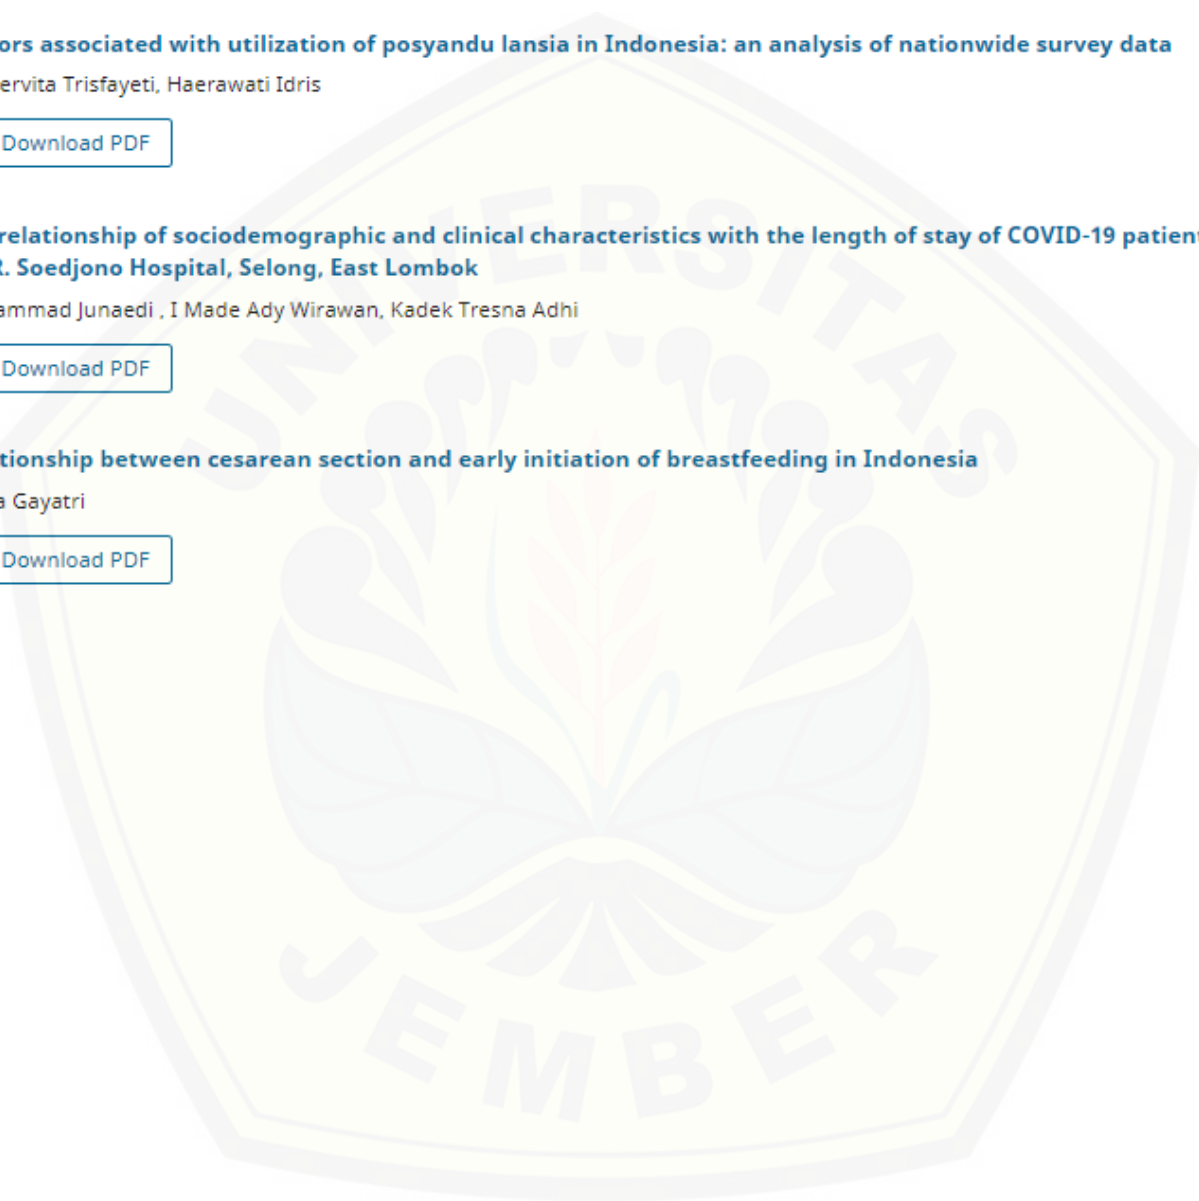 ors associated with utilization of posyandu lansia in Indonesia: an analysis of nationwide survey data
ervita Trisfayeti, Haerawati Idris
Download PDF
relationship of sociodemographic and clinical characteristics with the length of stay of COVID-19 patient
R. Soedjono Hospital, Selong, East Lombok
ammad Junaedi , I Made Ady Wirawan, Kadek Tresna Adhi
Download PDF
tionship between cesarean section and early initiation of breastfeeding in Indonesia
a Gayatri
Download PDF
UNIVERSITAS
JEMBER